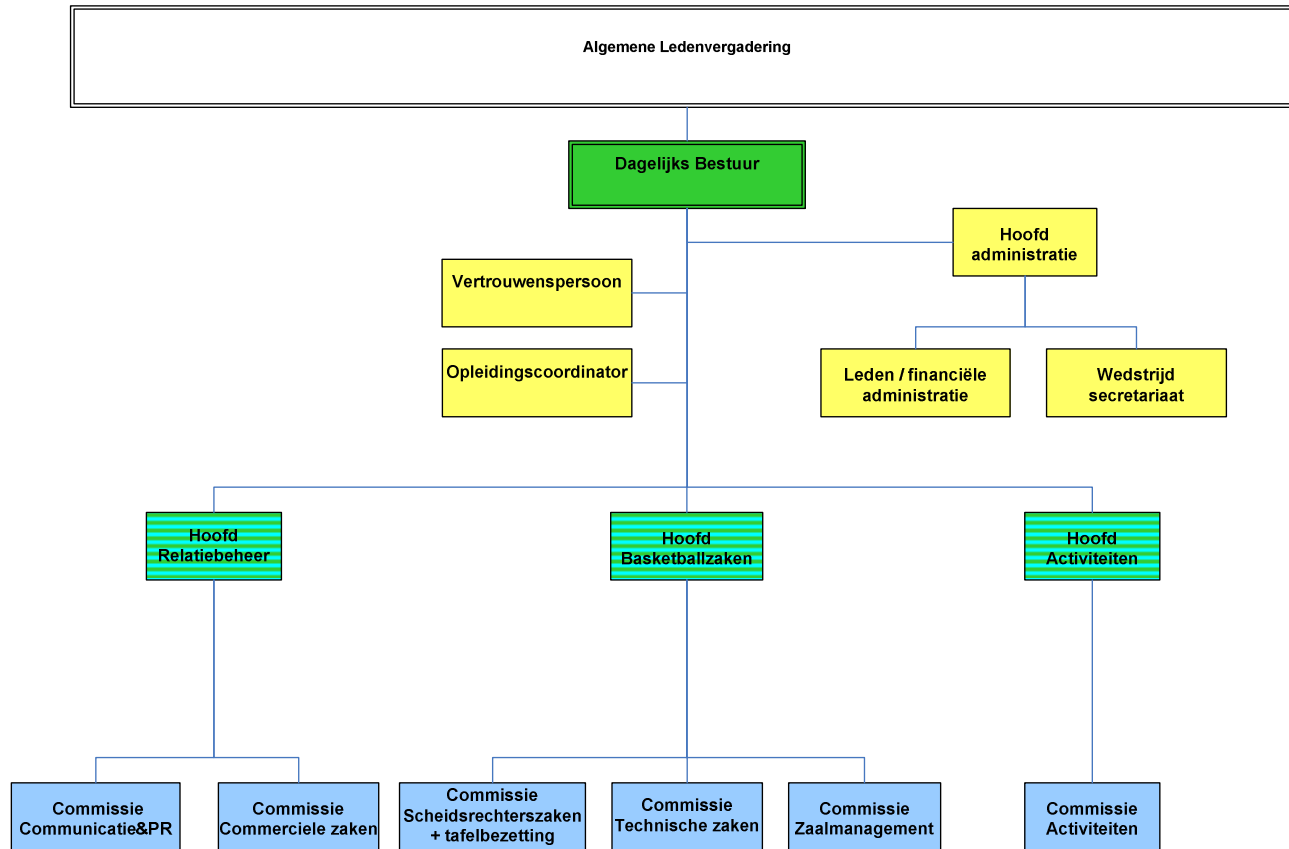 Algemene Ledenvergadering
Dagelijks Bestuur
Hoofd
administratie
Vertrouwenspersoon
Opleidingscoordinator
Leden / financiële
administratie
Wedstrijd
secretariaat
Hoofd
Relatiebeheer
Hoofd
Basketballzaken
Hoofd
Activiteiten
Commissie
Communicatie&PR
Commissie
Commerciele zaken
Commissie
Scheidsrechterszaken
+ tafelbezetting
Commissie
Technische zaken
Commissie
Zaalmanagement
Commissie
Activiteiten